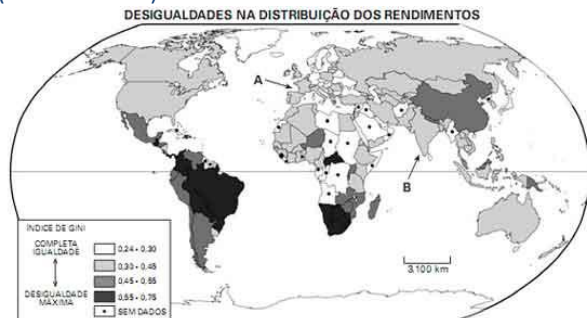 DESIGUALDADES NA DISTRIBUIÇÃO DOS RENDIMENTOS
A
B
ÍNDICE DE GINI
COMPLETA
IGUALDADE
DESIGUALDADE
MÁXIMA
0,24 • 0,30
0,30 • 0,45
0,45 • 0,55
0,55 • 0,75
SEM DADOS
3.100 km